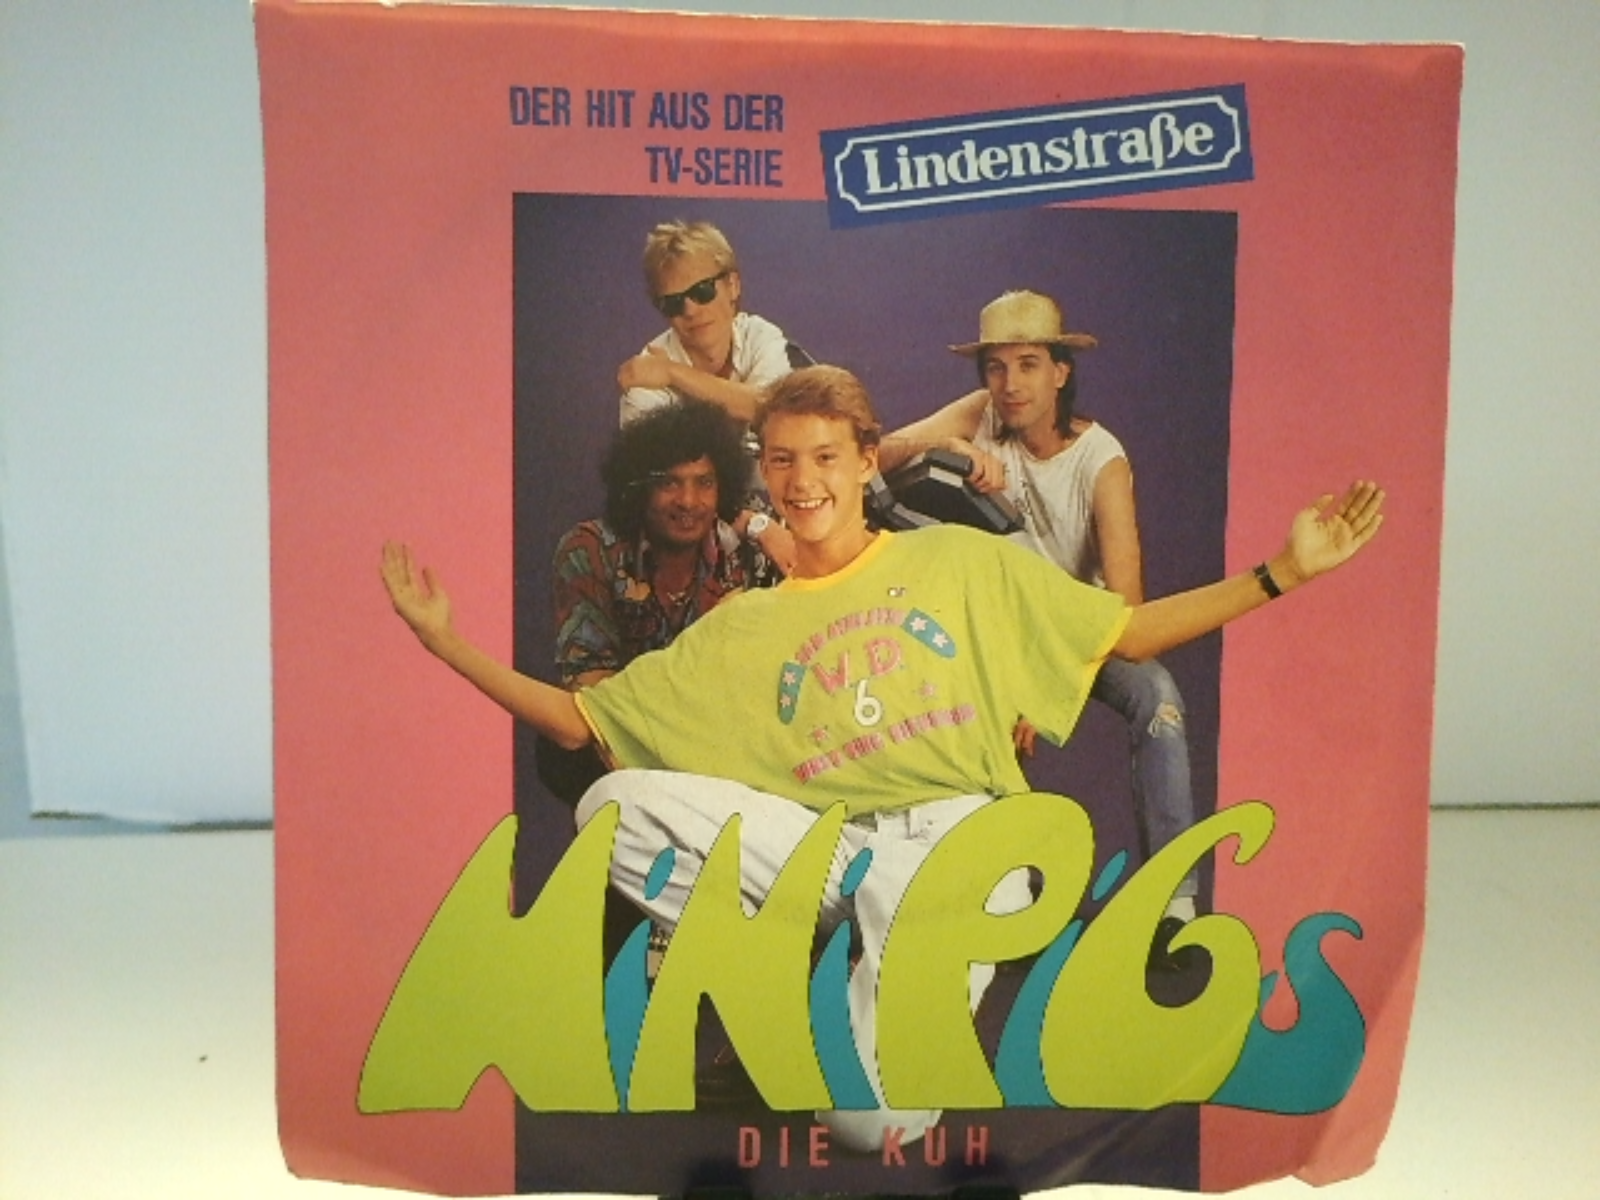 DER HIT AUS DER
TV-SERIE
Lindenstraße
W.D.
6
MiNiPiGs
DIE KUH